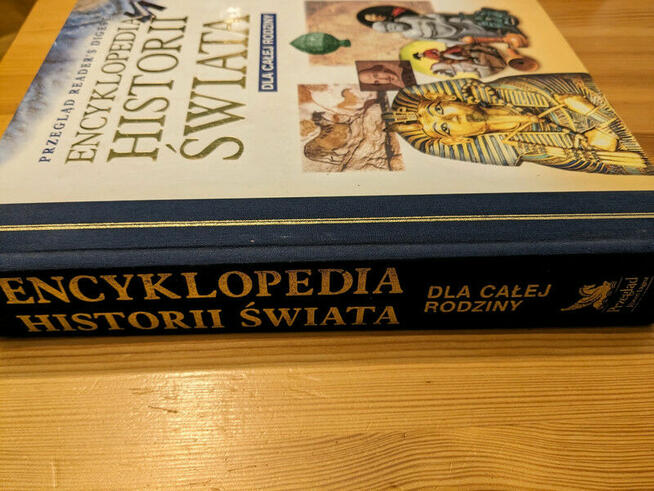 PRZEGLĄD READER'S DIGEST
ENCYKLOPEDIA
HISTORII
ŚWIATA
DLA CAŁEJ RODZINY
ENCYKLOPEDIA
HISTORII ŚWIATA
DLA CAŁEJ
RODZINY
Przegląd